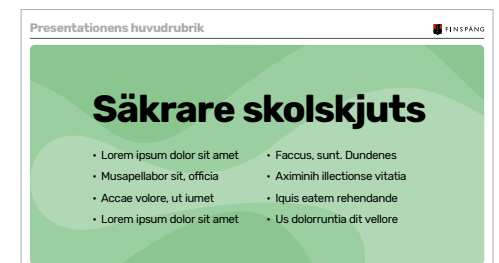 Presentationens huvudrubrik
FINSPÅNG
Säkrare skolskjuts
• Lorem ipsum dolor sit amet
• Musapellabor sit, officia
• Accae volore, ut iumet
• Lorem ipsum dolor sit amet
• Faccus, sunt. Dundenes
• Aximinih illectionse vitatia
• Iquis eatem rehendande
• Us dolorruntia dit vellore